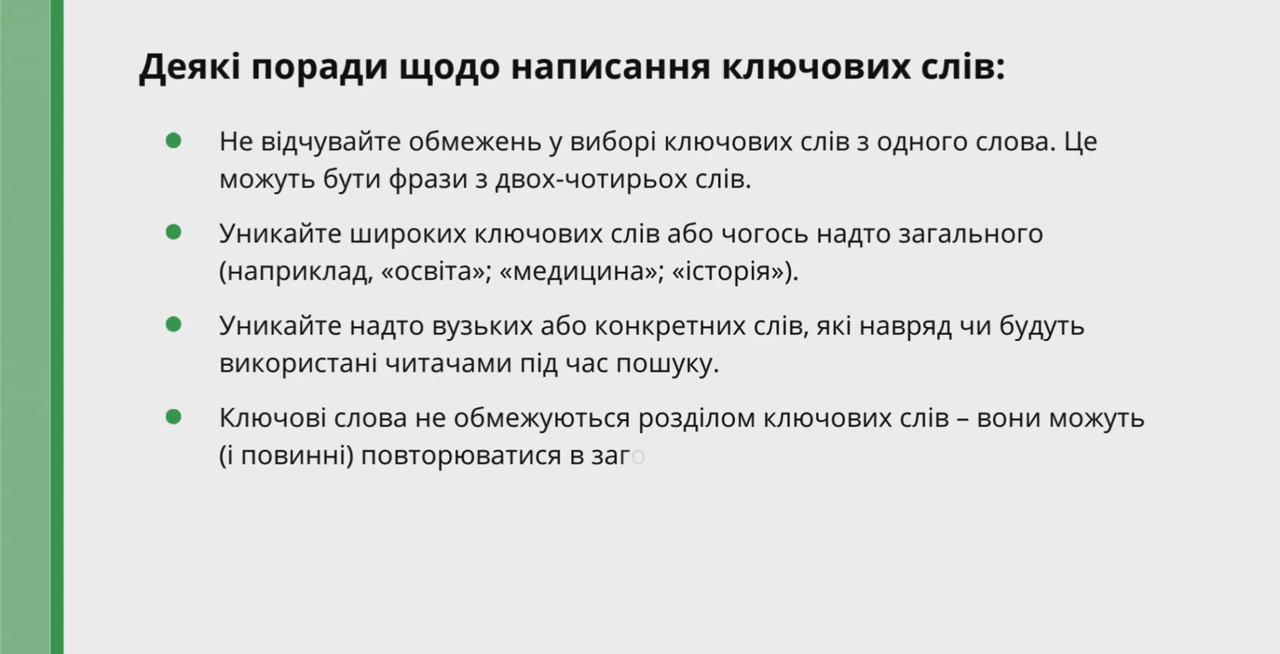 Деякі поради щодо написання ключових слів:
Не відчувайте обмежень у виборі ключових слів з одного слова. Це
можуть бути фрази з двох-чотирьох слів.
Уникайте широких ключових слів або чогось надто загального
(наприклад, «освіта»; «медицина»; «історія»).
Уникайте надто вузьких або конкретних слів, які навряд чи будуть
використані читачами під час пошуку.
Ключові слова не обмежуються розділом ключових слів – вони можуть
(і повинні) повторюватися в заго